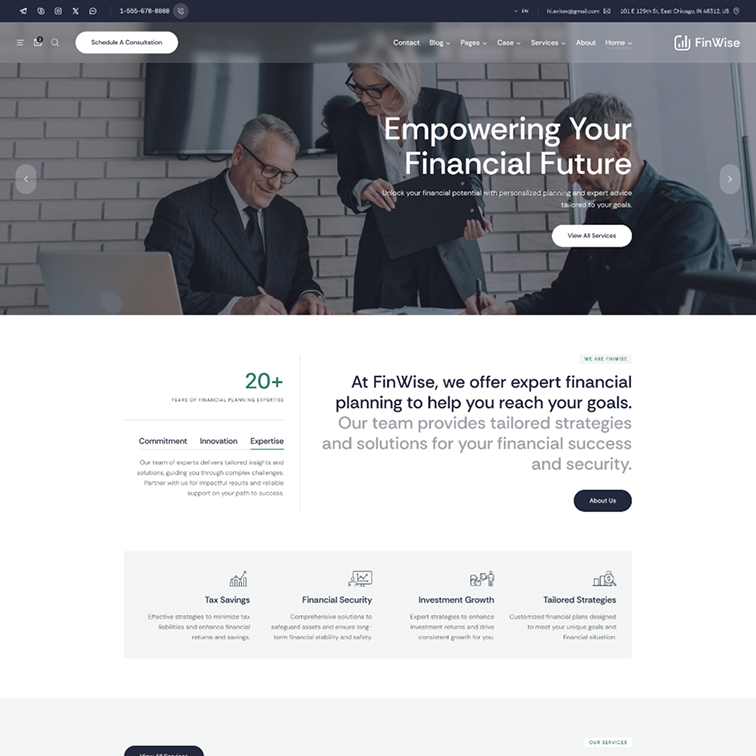 1-555-678-8888
EN
hi.avitex@gmail.com
101 E 129th St, East Chicago, IN 46312, US
Schedule A Consultation
Contact
Blog
Pages
Case
Services
About
Home
FinWise
Empowering Your
Financial Future
Unlock your financial potential with personalized planning and expert advice
tailored to your goals.
View All Services
WE ARE FINWISE
At FinWise, we offer expert financial
planning to help you reach your goals.
Our team provides tailored strategies
and solutions for your financial success
and security.
About Us
20+
YEARS OF FINANCIAL PLANNING EXPERTISE
Commitment
Innovation
Expertise
Our team of experts delivers tailored insights and
solutions, guiding you through complex challenges.
Partner with us for impactful results and reliable
support on your path to success.
Tax Savings
Effective strategies to minimize tax
liabilities and enhance financial
returns and savings.
Financial Security
Comprehensive solutions to
safeguard assets and ensure long-
term financial stability and safety.
Investment Growth
Expert strategies to enhance
investment returns and drive
consistent growth for you.
Tailored Strategies
Customized financial plans designed
to meet your unique goals and
financial situation.
OUR SERVICES
View All Services